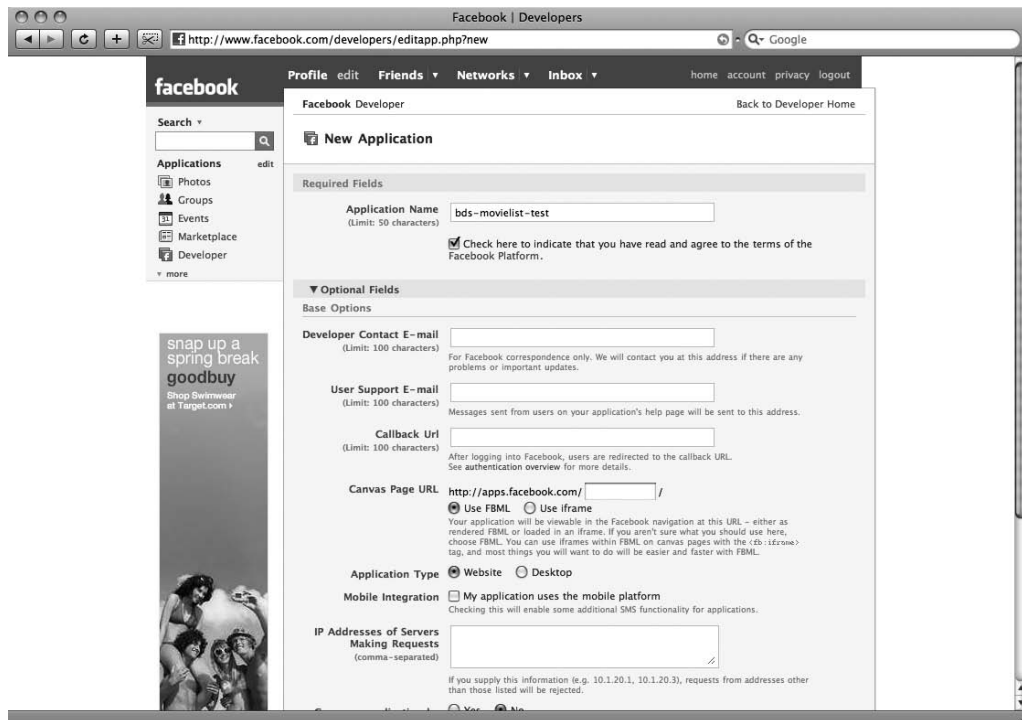 Facebook | Developers
http://www.facebook.com/developers/editapp.php?new
Google
facebook
Profile edit Friends Networks Inbox home account privacy logout
Search
Applications edit
Photos
Groups
31 Events
Marketplace
Developer
more
snap up a
spring break
goodbuy
Shop Swimwear
at Target.com
Facebook Developer Back to Developer Home
New Application
Required Fields
Application Name
(Limit: 50 characters)
bds-movielist-test
Check here to indicate that you have read and agree to the terms of the
Facebook Platform.
Optional Fields
Base Options
Developer Contact E-mail
(Limit: 100 characters)
For Facebook correspondence only. We will contact you at this address if there are any
problems or important updates.
User Support E-mail
(Limit: 100 characters)
Messages sent from users on your application's help page will be sent to this address.
Callback Url
(Limit: 100 characters)
After logging into Facebook, users are redirected to the callback URL.
See authentication overview for more details.
Canvas Page URL http://apps.facebook.com/ /
Use FBML Use iframe
Your application will be viewable in the Facebook navigation at this URL - either as
rendered FBML or loaded in an iframe. If you aren't sure what you should use here,
choose FBML. You can use iframes within FBML on canvas pages with the <fb:iframe>
tag, and most things you will want to do will be easier and faster with FBML.
Application Type Website Desktop
Mobile Integration My application uses the mobile platform
Checking this will enable some additional SMS functionality for applications.
IP Addresses of Servers
Making Requests
(comma-separated)
If you supply this information (e.g. 10.1.20.1, 10.1.20.3), requests from addresses other
than those listed will be rejected.
Yes No